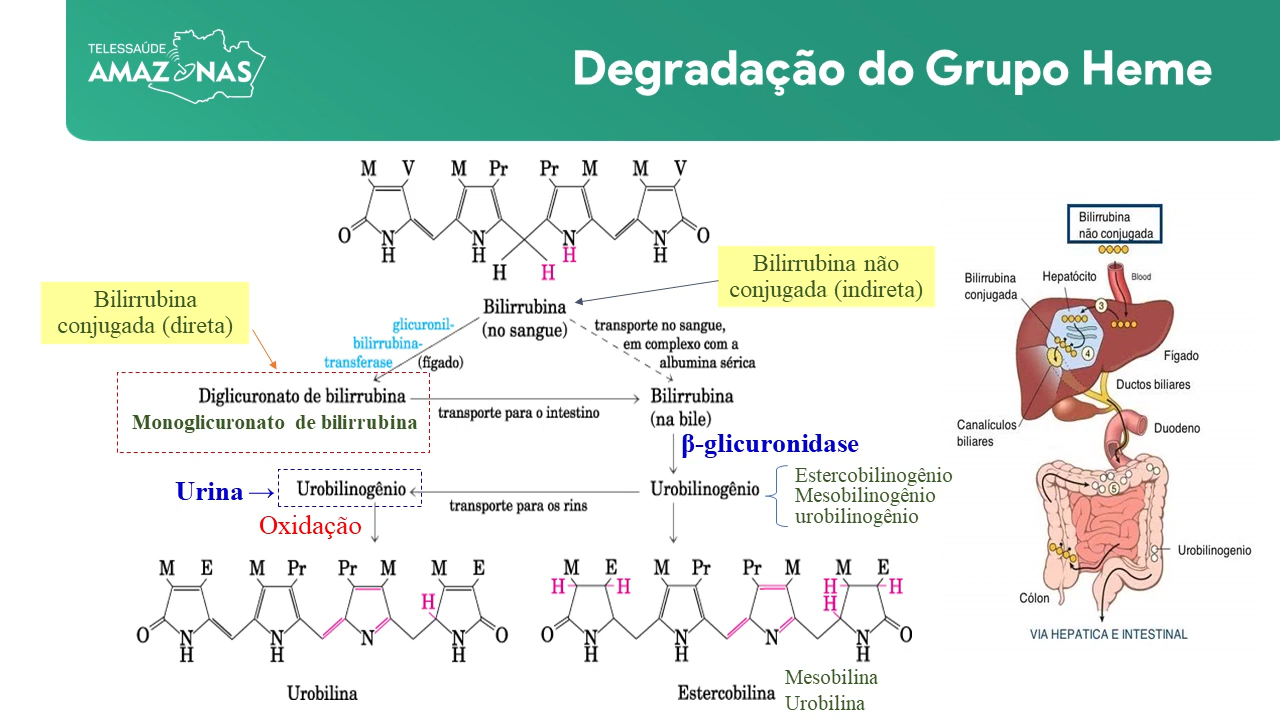 TELESSAÚDE
AMAZONAS
Degradação do Grupo Heme
M V M Pr Pr M M V
O N H N H N H N H O
H H
Bilirrubina não
conjugada (indireta)
Bilirrubina
conjugada (direta)
Bilirrubina
(no sangue)
glicuronil-
bilirrubina-
transferase (fígado)
transporte no sangue,
em complexo com a
albumina sérica
Diglicuronato de bilirrubina
Monoglicuronato de bilirrubina
transporte para o intestino
Bilirrubina
(na bile)
β-glicuronidase
Urina →
Urobilinogênio
transporte para os rins
Urobilinogênio
Estercobilinogênio
Mesobilinogênio
urobilinogênio
Oxidação
M E M Pr Pr M M E
H
O N H N H N N H O
Urobilina
M E M Pr Pr M M E
H H H H
H
O N H N H N N H O
Estercobilina
Mesobilina
Urobilina
Bilirrubina
não conjugada
Blood
Bilirrubina
conjugada
Hepatócito
3
4
Fígado
Ductos biliares
Canalículos
biliares
Duodeno
5
Urobilinogenio
Cólon
VIA HEPATICA E INTESTINAL